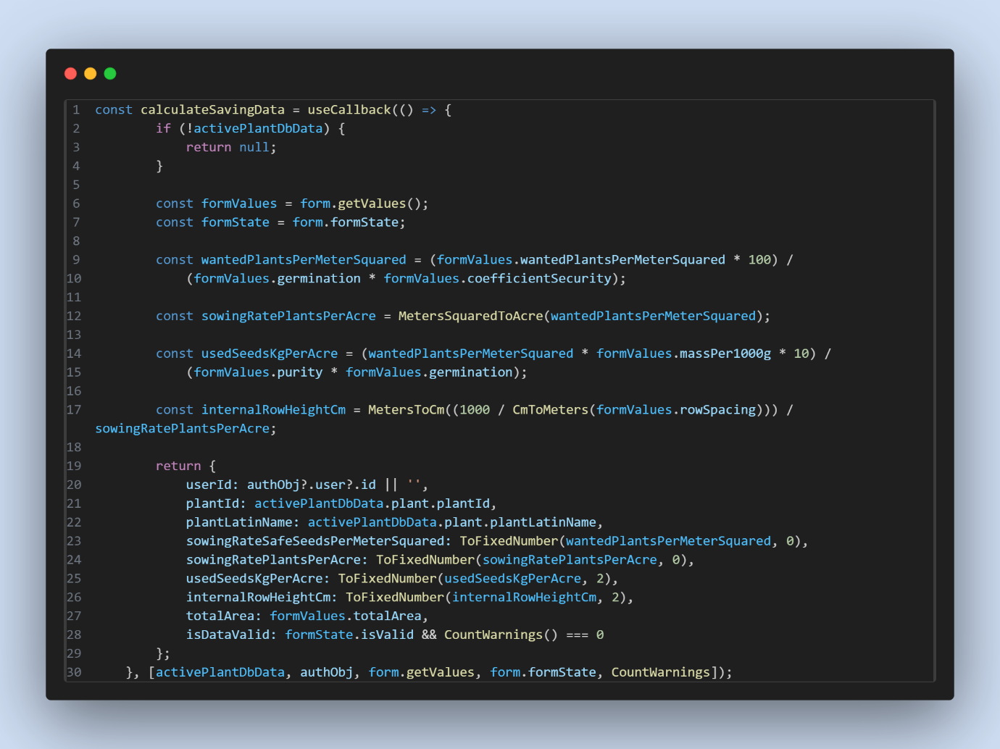 1 const calculateSavingData = useCallback(() => {
2 if (!activePlantDbData) {
3 return null;
4 }
5
6 const formValues = form.getValues();
7 const formState = form.formState;
8
9 const wantedPlantsPerMeterSquared = (formValues.wantedPlantsPerMeterSquared * 100) /
10 (formValues.germination * formValues.coefficientSecurity);
11
12 const sowingRatePlantsPerAcre = MetersSquaredToAcre(wantedPlantsPerMeterSquared);
13
14 const usedSeedsKgPerAcre = (wantedPlantsPerMeterSquared * formValues.massPer1000g * 10) /
15 (formValues.purity * formValues.germination);
16
17 const internalRowHeightCm = MetersToCm((1000 / CmToMeters(formValues.rowSpacing))) /
sowingRatePlantsPerAcre;
18
19 return {
20 userId: authObj?.user?.id || '',
21 plantId: activePlantDbData.plant.plantId,
22 plantLatinName: activePlantDbData.plant.plantLatinName,
23 sowingRateSafeSeedsPerMeterSquared: ToFixedNumber(wantedPlantsPerMeterSquared, 0),
24 sowingRatePlantsPerAcre: ToFixedNumber(sowingRatePlantsPerAcre, 0),
25 usedSeedsKgPerAcre: ToFixedNumber(usedSeedsKgPerAcre, 2),
26 internalRowHeightCm: ToFixedNumber(internalRowHeightCm, 2),
27 totalArea: formValues.totalArea,
28 isDataValid: formState.isValid && CountWarnings() === 0
29 };
30 }, [activePlantDbData, authObj, form.getValues, form.formState, CountWarnings]);